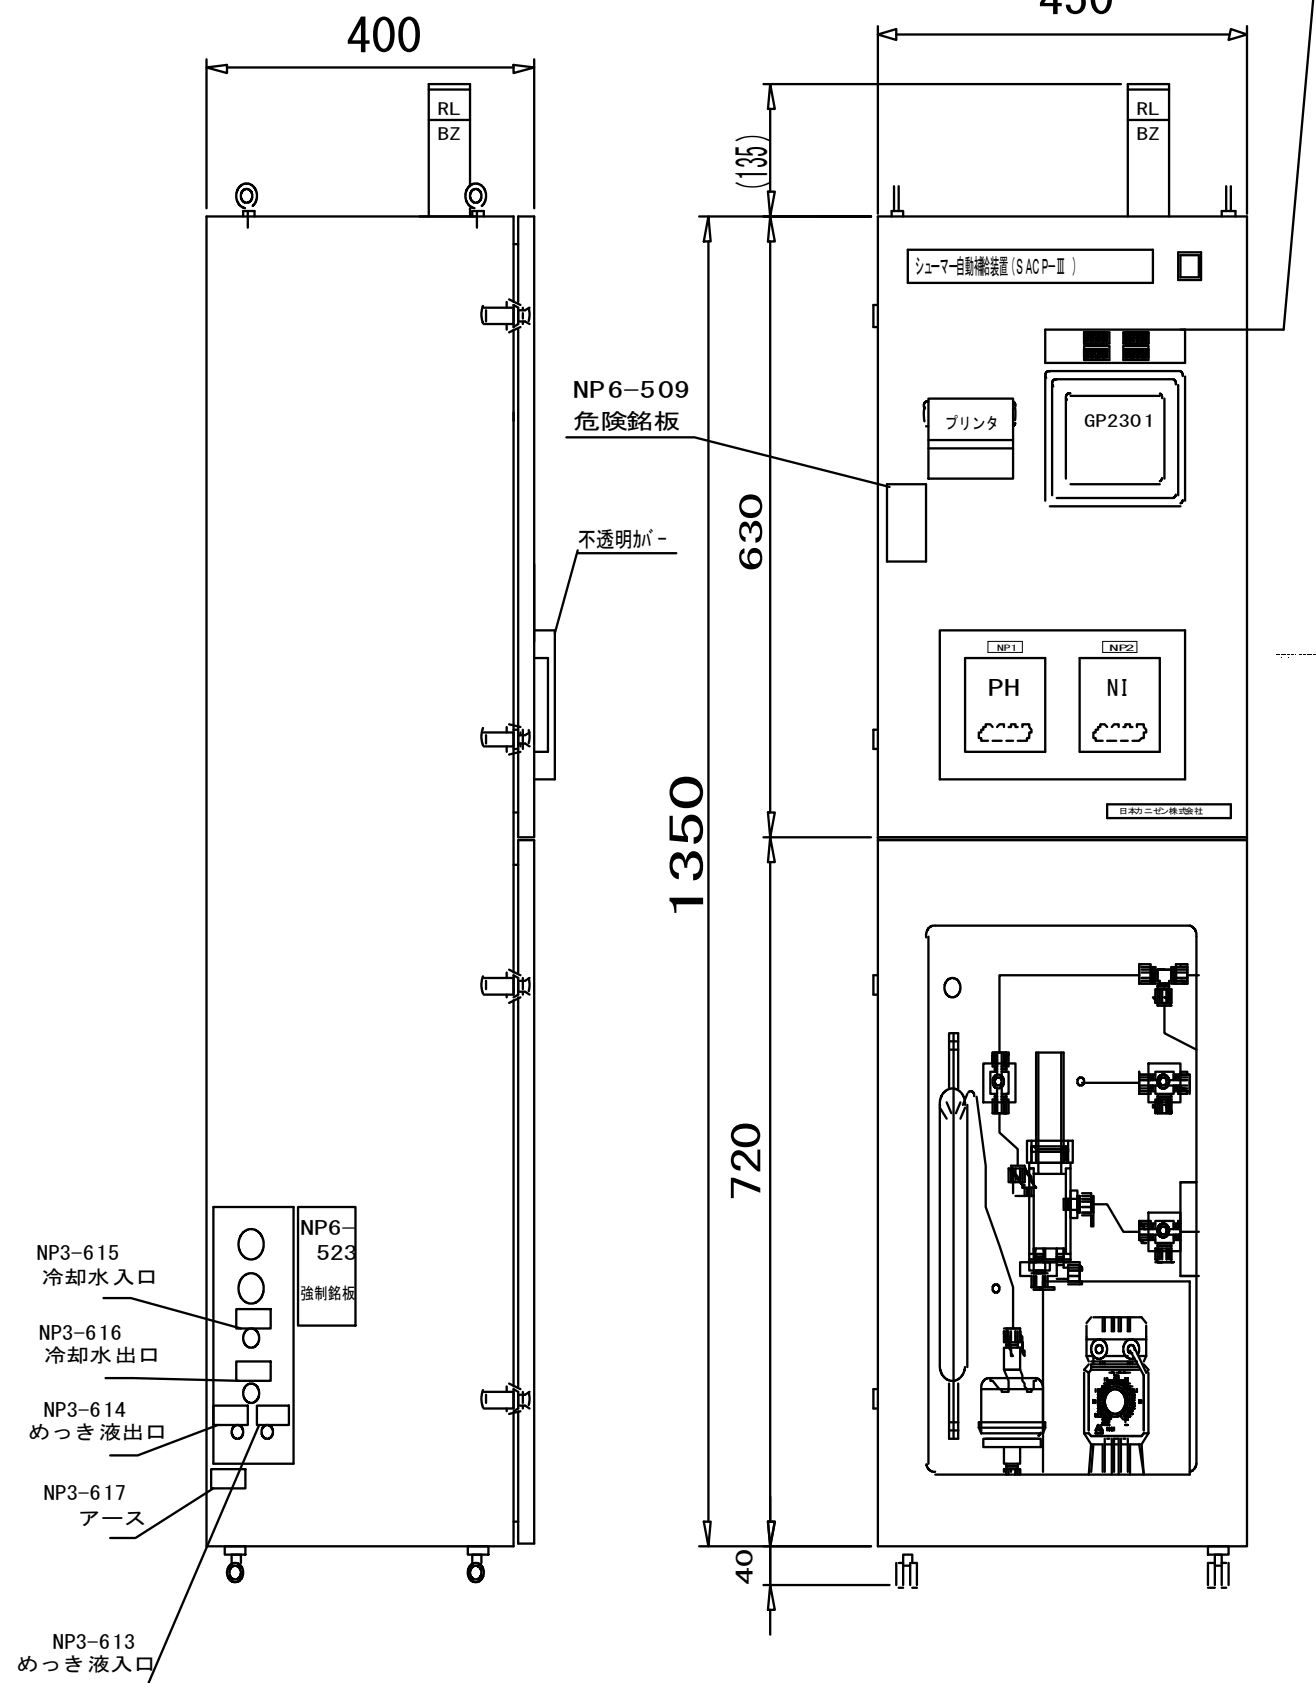 400
450
RL
BZ
(135)
RL
BZ
シューマー自動補給装置(SACP-Ⅲ)
NP6-509
危険銘板
プリンタ
GP2301
630
不透明ｶﾊﾞｰ
NP1
NP2
PH
NI
1350
日本カニゼン株式会社
720
NP6-
523
強制銘板
NP3-615
冷却水入口
NP3-616
冷却水出口
NP3-614
めっき液出口
NP3-617
アース
40
NP3-613
めっき液入口